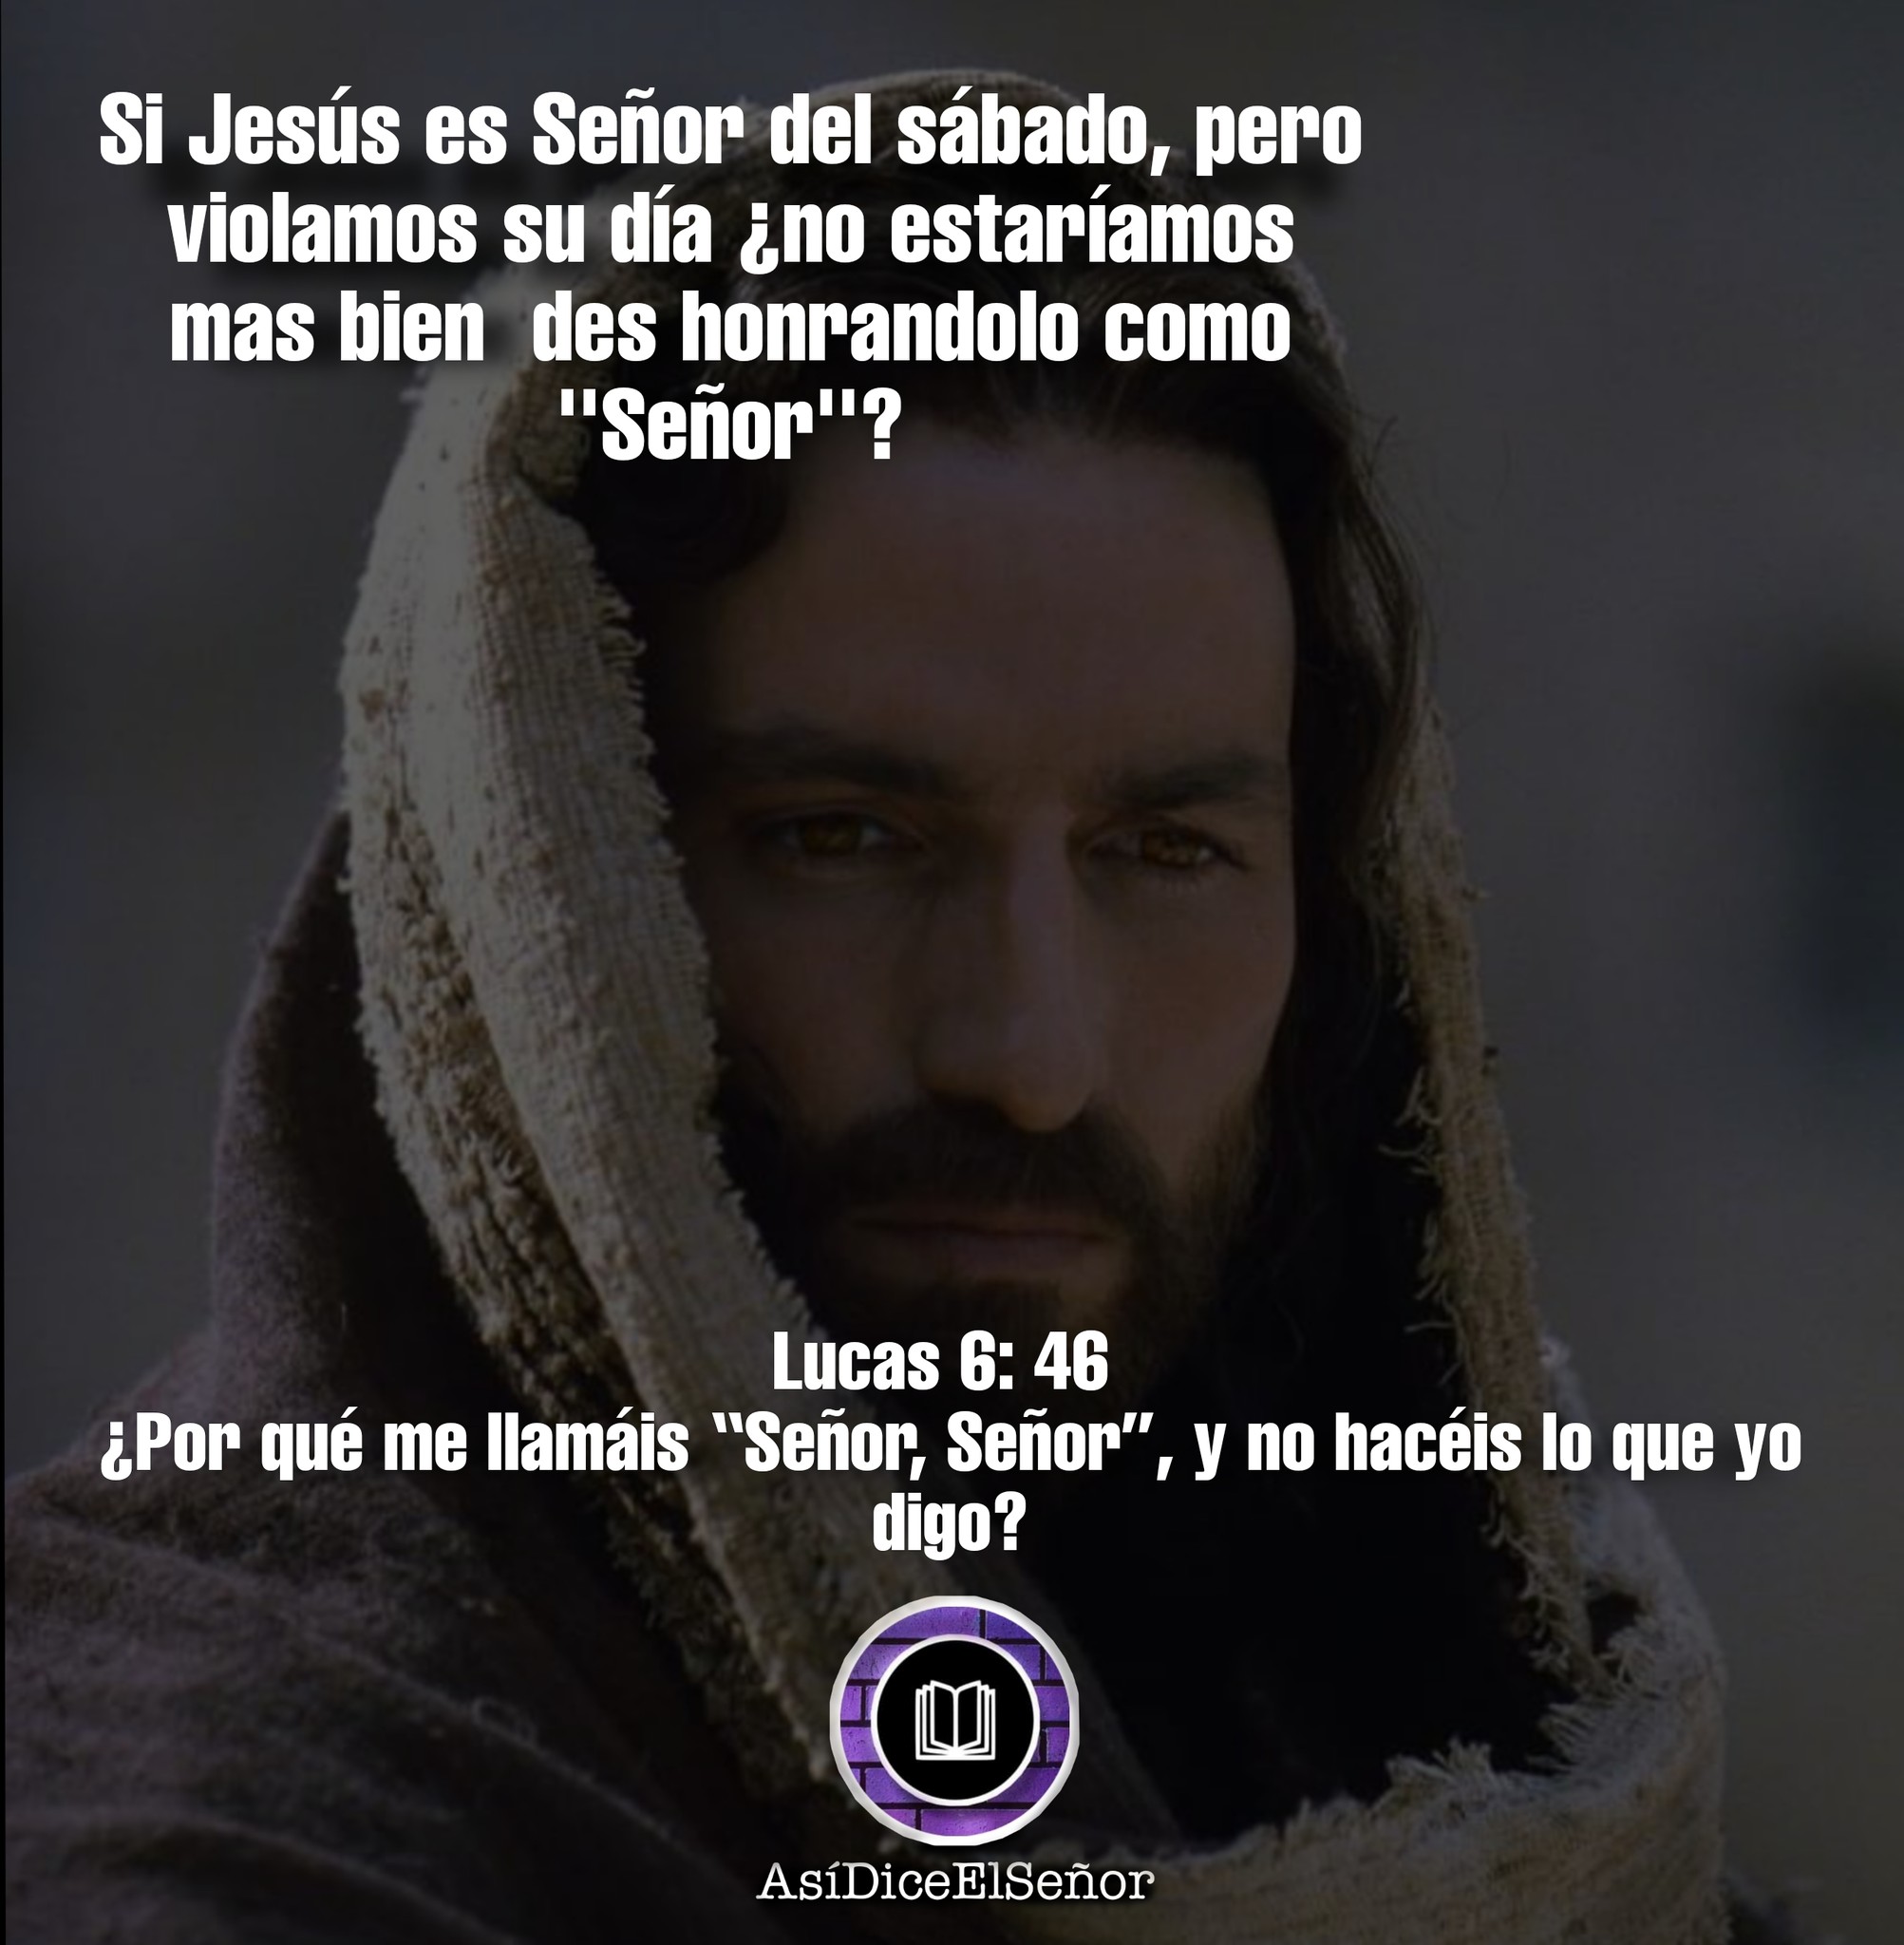 Si Jesús es Señor del sábado, pero
violamos su día ¿no estaríamos
mas bien  des honrandolo como
"Señor"?
Lucas 6: 46
¿Por qué me llamáis “Señor, Señor”, y no hacéis lo que yo
digo?
AsíDiceElSeñor